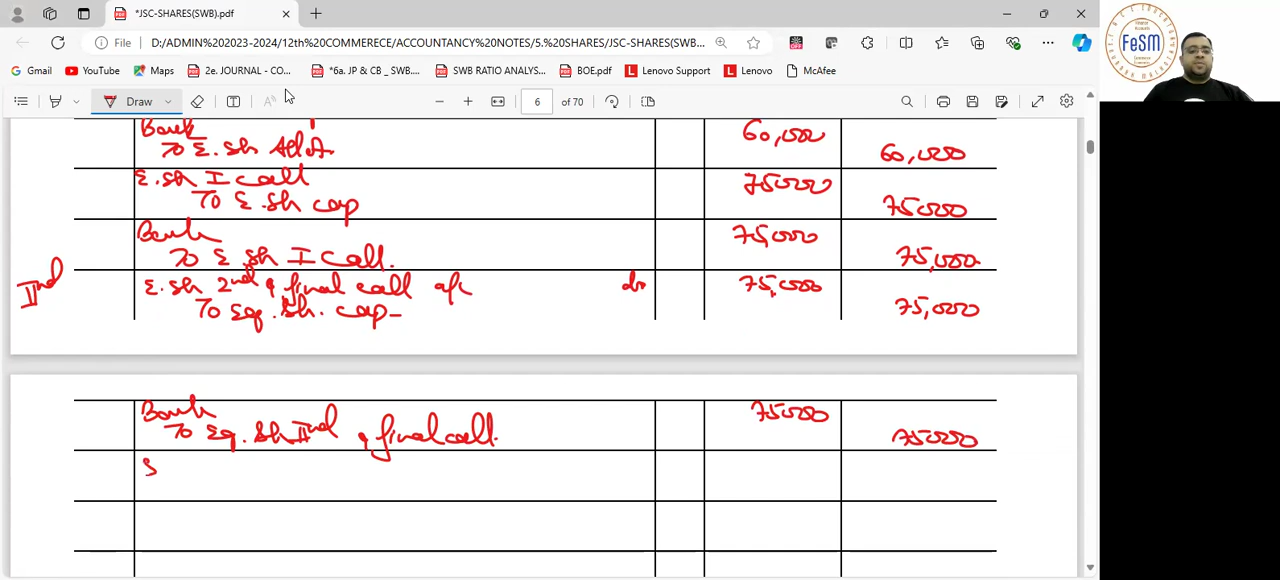 *JSC-SHARES(SWB).pdf
File
D:/ADMIN%202023-2024/12th%20COMMERECE/ACCOUNTANCY%20NOTES/5.%20SHARES/JSC-SHARES(SWB...
Gmail
YouTube
Maps
2e. JOURNAL - CO...
*6a. JP & CB _ SWB....
SWB RATIO ANALYS...
BOE.pdf
Lenovo Support
Lenovo
McAfee
Draw
6 of 70
FeSM
Bank 60,000
To E. sh All A 60,000
E. sh I call 75000
To E. sh cap 75000
Bank 75,000
To E sh I call. 75,000
IInd E. sh 2nd & final call a/c dr 75,000
To Eq. Sh. cap- 75,000
Bank 75000
To Eq. Sh IInd & final call. 75000
S